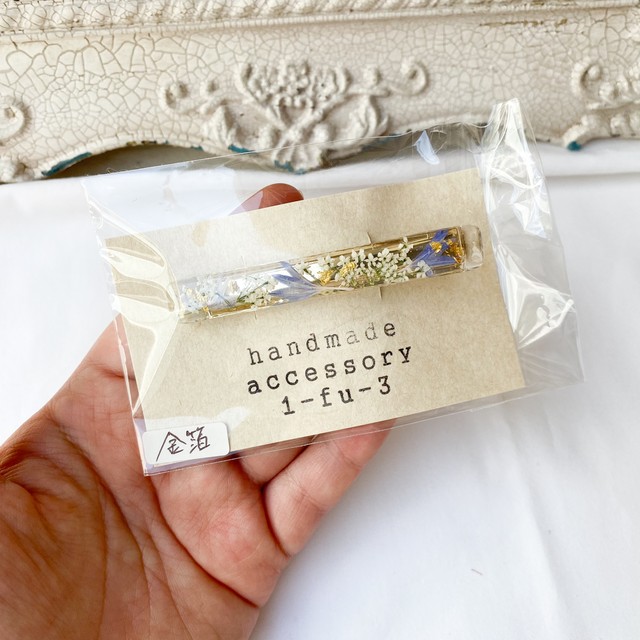 handmade
accessory
1-fu-3
金箔